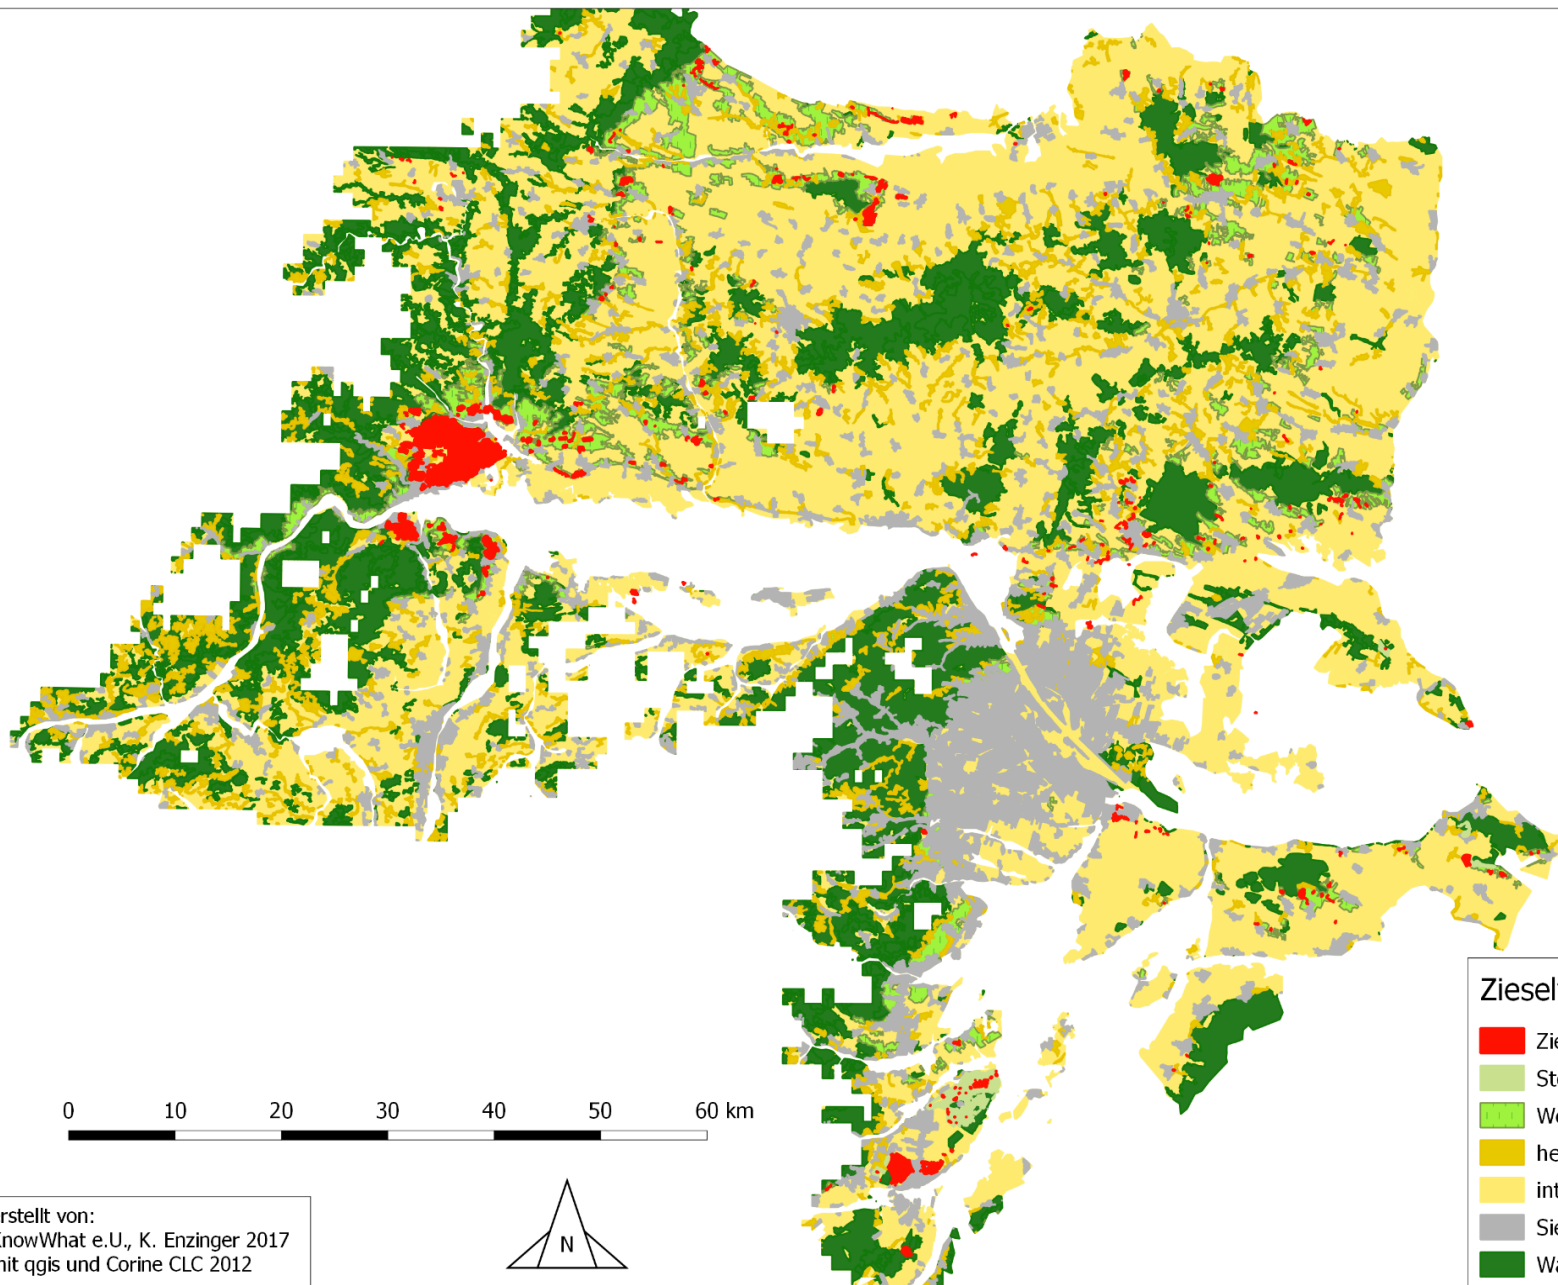 0 10 20 30 40 50 60 km
rstellt von:
KnowWhat e.U., K. Enzinger 2017
mit qgis und Corine CLC 2012
N
Ziesel
Zie
Ste
We
he
int
Sie
Wa